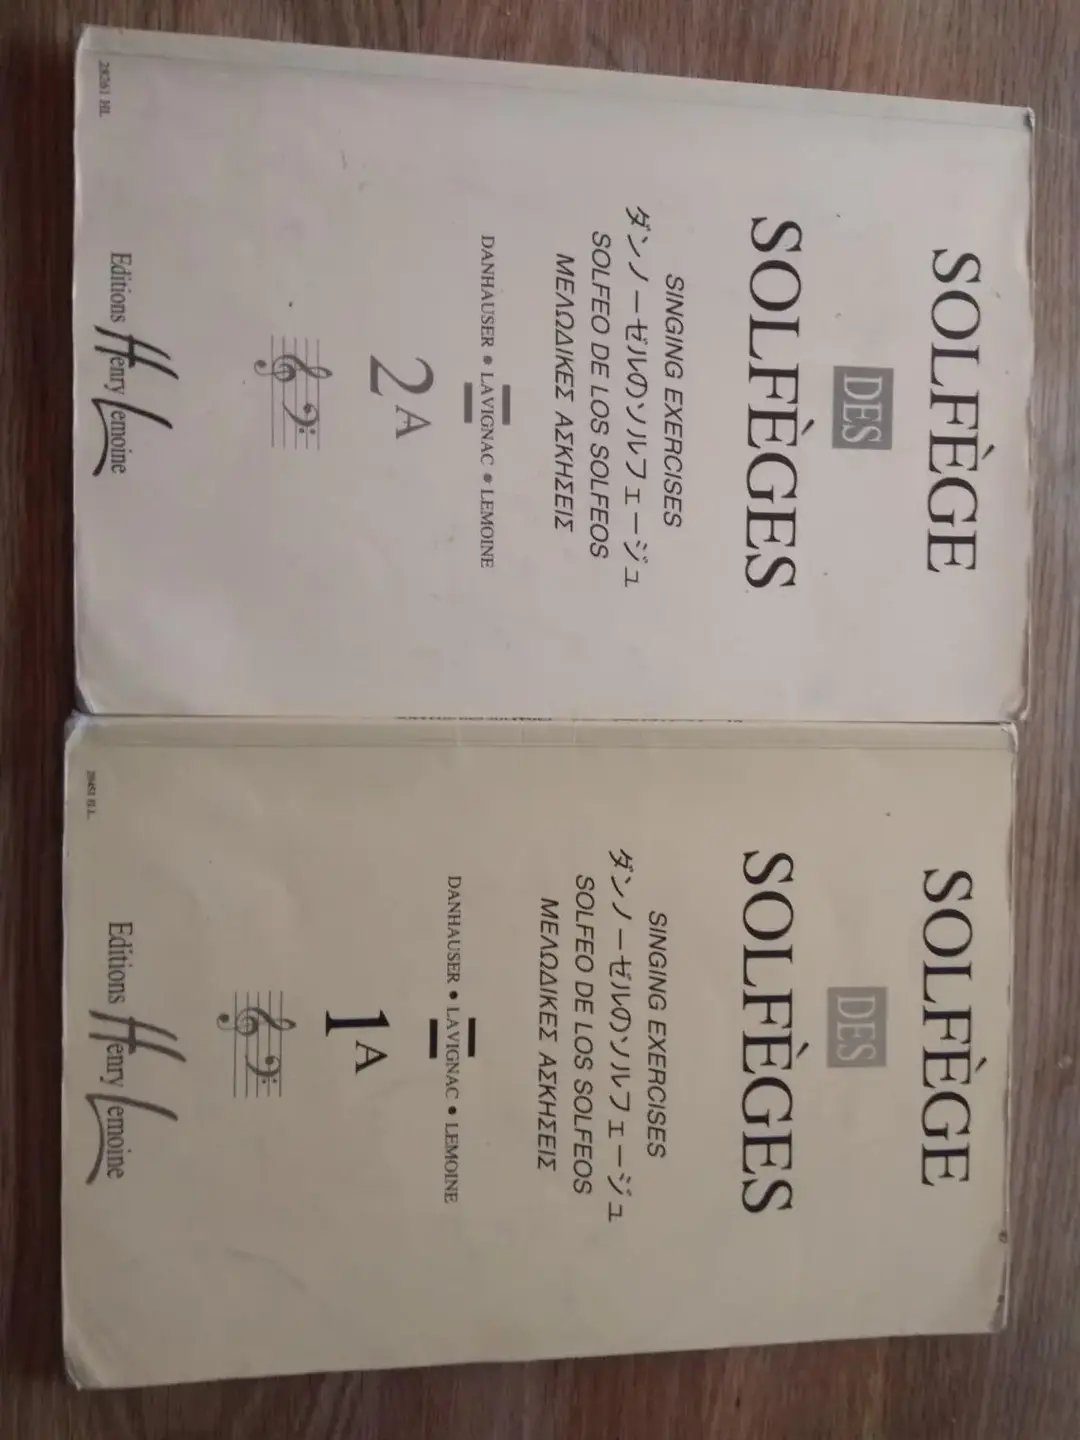 SOLFÈGE
DES
SOLFÈGES
SINGING EXERCISES
ダンノーゼルのソルフェージュ
SOLFEO DE LOS SOLFEOS
ΜΕΛΩΔΙΚΕΣ ΑΣΚΗΣΕΙΣ
DANHAUSER • LAVIGNAC • LEMOINE
2A
Editions Henry Lemoine
28261 HL
SOLFÈGE
DES
SOLFÈGES
SINGING EXERCISES
ダンノーゼルのソルフェージュ
SOLFEO DE LOS SOLFEOS
ΜΕΛΩΔΙΚΕΣ ΑΣΚΗΣΕΙΣ
DANHAUSER • LAVIGNAC • LEMOINE
1A
Editions Henry Lemoine